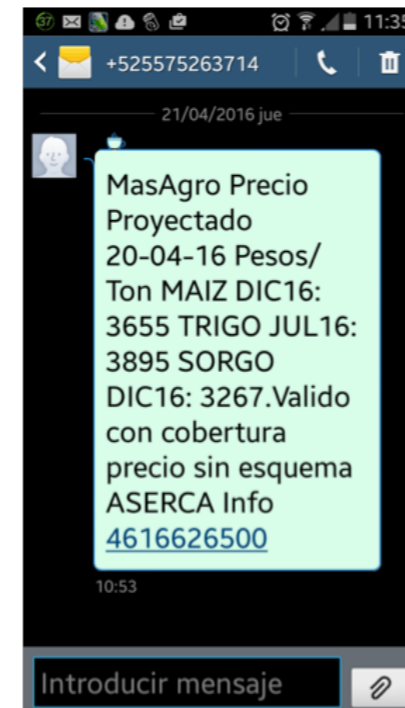 37
11:35
+525575263714
21/04/2016 jue
MasAgro Precio
Proyectado
20-04-16 Pesos/
Ton MAIZ DIC16:
3655 TRIGO JUL16:
3895 SORGO
DIC16: 3267.Valido
con cobertura
precio sin esquema
ASERCA Info
4616626500
10:53
Introducir mensaje